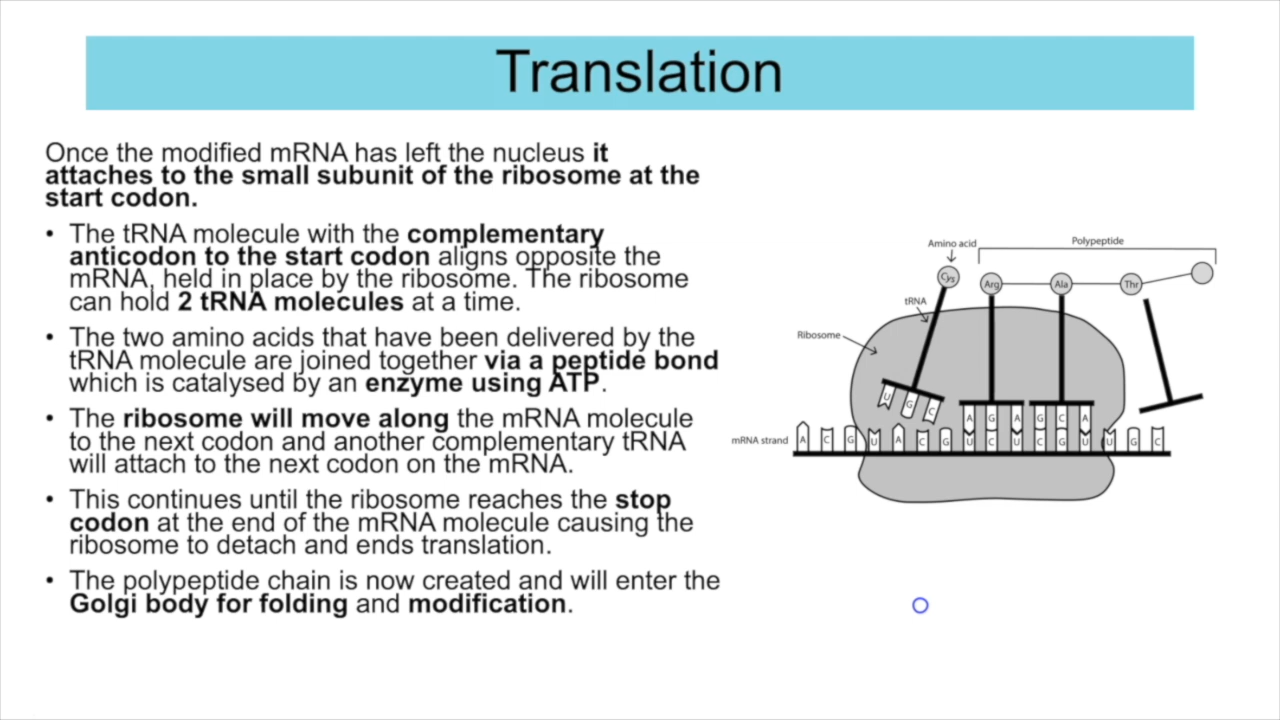 Translation
Once the modified mRNA has left the nucleus it
attaches to the small subunit of the ribosome at the
start codon.
• The tRNA molecule with the complementary
anticodon to the start codon aligns opposite the
mRNA, held in place by the ribosome. The ribosome
can hold 2 tRNA molecules at a time.
• The two amino acids that have been delivered by the
tRNA molecule are joined together via a peptide bond
which is catalysed by an enzyme using ATP.
• The ribosome will move along the mRNA molecule
to the next codon and another complementary tRNA
will attach to the next codon on the mRNA.
• This continues until the ribosome reaches the stop
codon at the end of the mRNA molecule causing the
ribosome to detach and ends translation.
• The polypeptide chain is now created and will enter the
Golgi body for folding and modification.
Amino acid
Polypeptide
Cys
Arg
Ala
Thr
tRNA
Ribosome
U G C
A G A G C A
mRNA strand
A C G U A C G U C U C G U U G C